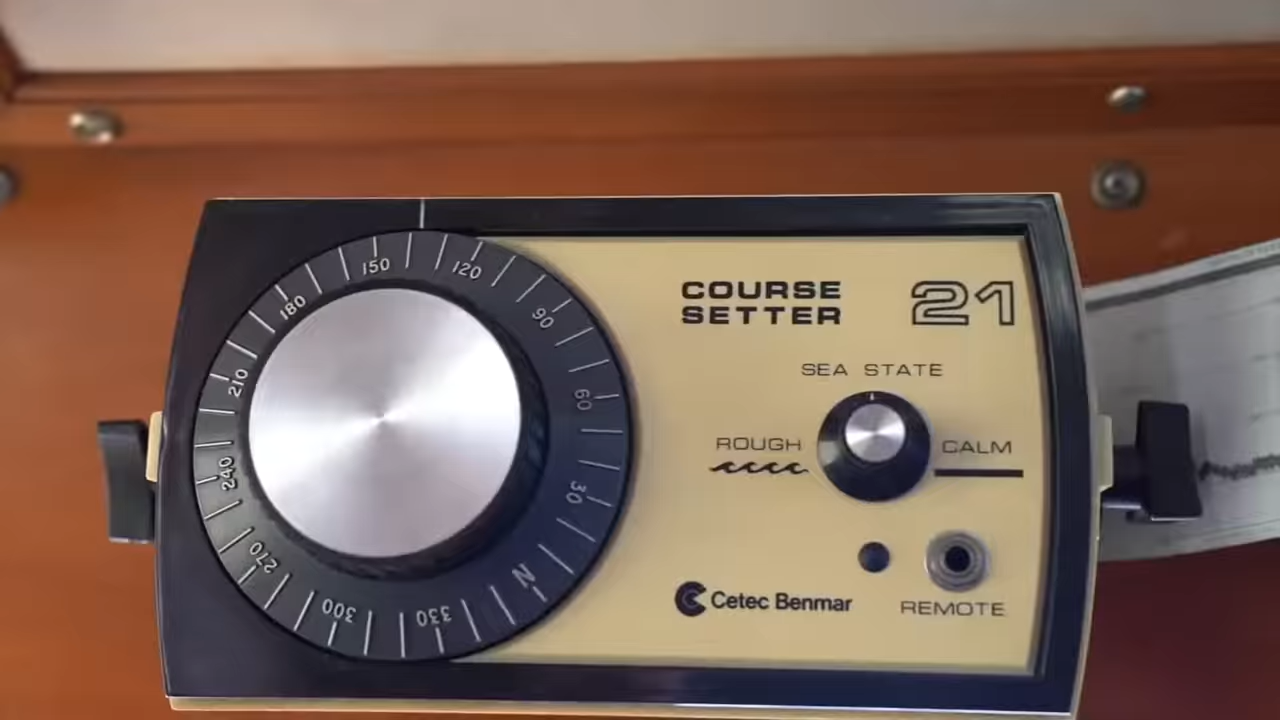 COURSE
SETTER
21
SEA STATE
ROUGH
CALM
Cetec Benmar
REMOTE
N
30
60
90
120
150
180
210
240
270
300
330